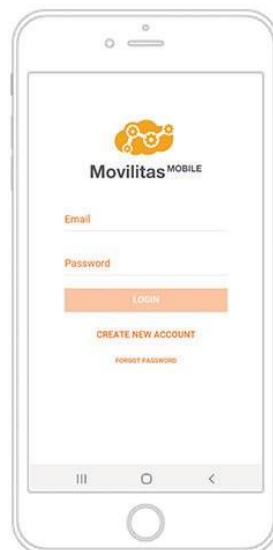 Movilitas MOBILE
Email
Password
LOGIN
CREATE NEW ACCOUNT
FORGOT PASSWORD